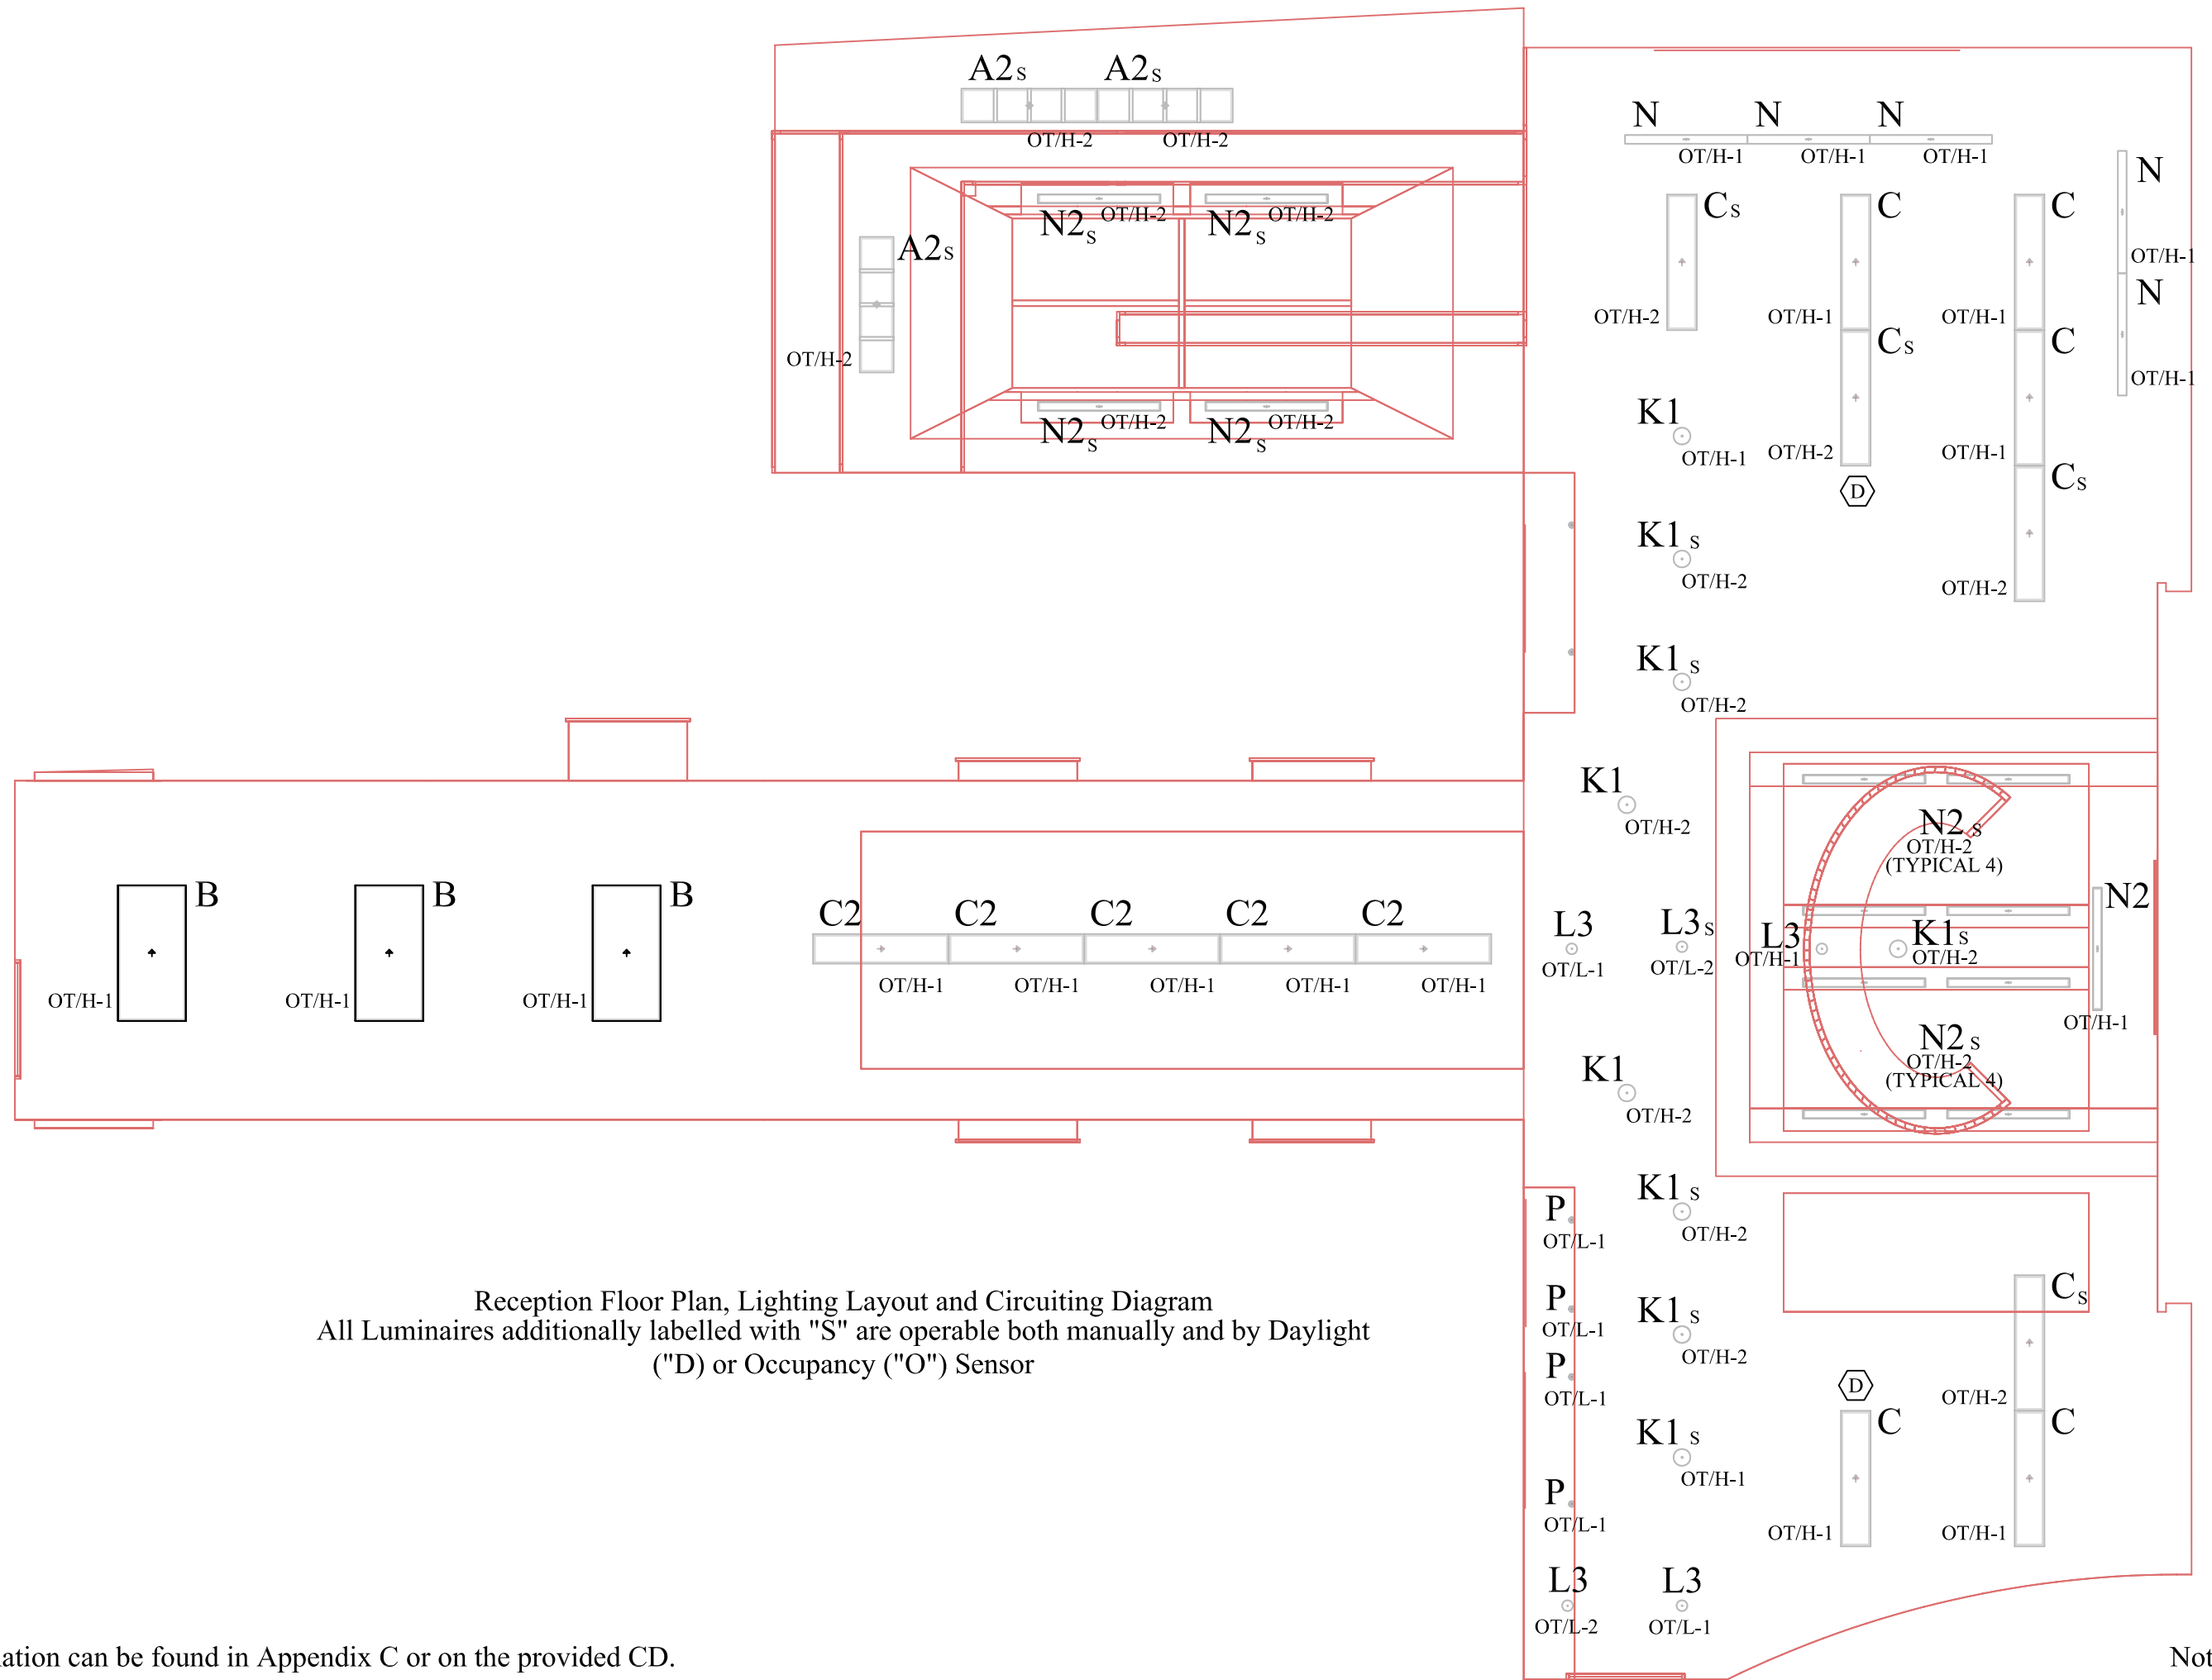 A2s A2s
OT/H-2 OT/H-2
A2s
OT/H-2
N2s OT/H-2 N2s OT/H-2
N2s OT/H-2 N2s OT/H-2
N N N
OT/H-1 OT/H-1 OT/H-1
N
OT/H-1
N
OT/H-1
Cs C C
OT/H-2 OT/H-1 OT/H-1
Cs C
OT/H-2 OT/H-1
K1
OT/H-1
D
Cs
OT/H-2
K1 s
OT/H-2
K1 s
OT/H-2
K1
OT/H-2
N2 s
OT/H-2
(TYPICAL 4)
B B B
OT/H-1 OT/H-1 OT/H-1
C2 C2 C2 C2 C2
OT/H-1 OT/H-1 OT/H-1 OT/H-1 OT/H-1
L3
OT/L-1
L3s
OT/L-2
L3
OT/H-1
K1s
OT/H-2
N2
OT/H-1
N2 s
OT/H-2
(TYPICAL 4)
K1
OT/H-2
K1 s
OT/H-2
P
OT/L-1
P
OT/L-1
K1 s
OT/H-2
P
OT/L-1
K1 s
OT/H-1
P
OT/L-1
Cs
OT/H-2
D
C C
OT/H-1 OT/H-1
L3 L3
OT/L-2 OT/L-1
Reception Floor Plan, Lighting Layout and Circuiting Diagram
All Luminaires additionally labelled with "S" are operable both manually and by Daylight
("D) or Occupancy ("O") Sensor
ation can be found in Appendix C or on the provided CD.
Not